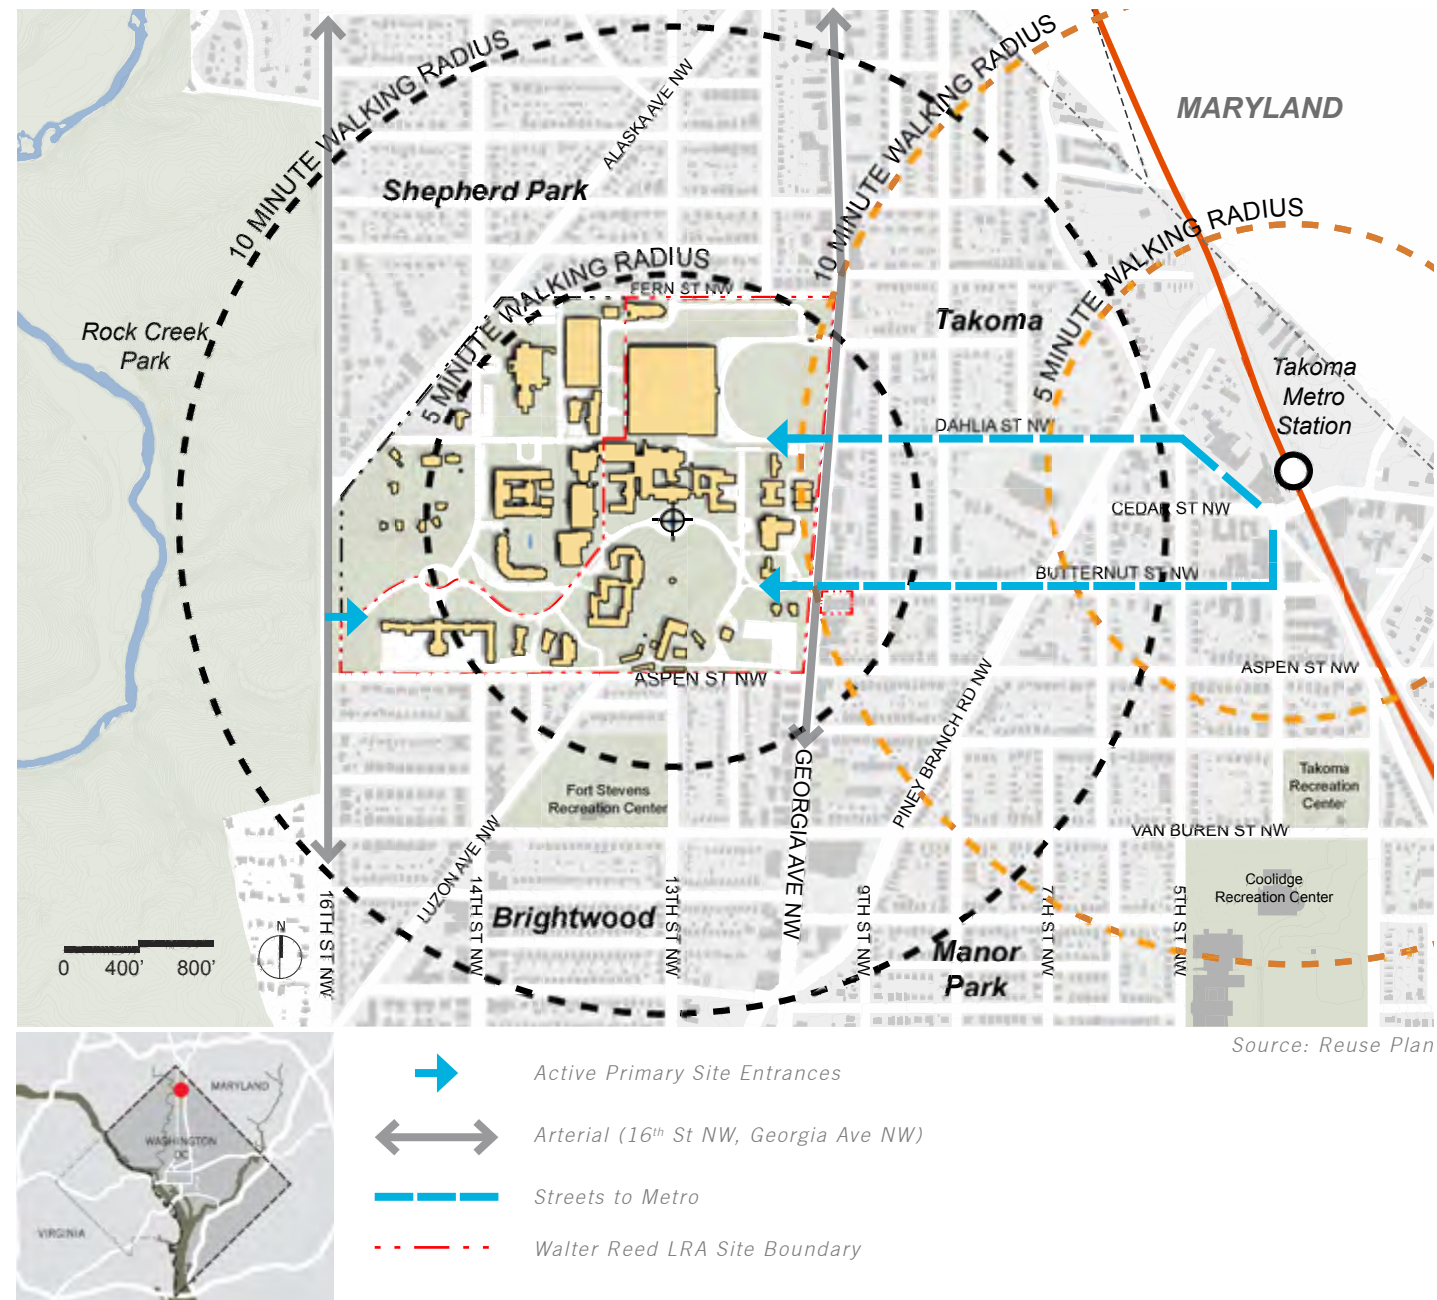 10 MINUTE WALKING RADIUS
10 MINUTE WALKING RADIUS
MARYLAND
ALASKA AVE NW
Shepherd Park
5 MINUTE WALKING RADIUS
5 MINUTE WALKING RADIUS
FERN ST NW
Rock Creek
Park
Takoma
Takoma
Metro
Station
DAHLIA ST NW
CEDAR ST NW
BUTTERNUT ST NW
ASPEN ST NW
ASPEN ST NW
PINEY BRANCH RD NW
GEORGIA AVE NW
Fort Stevens
Recreation Center
Takoma
Recreation
Center
VAN BUREN ST NW
LUZON AVE NW
Coolidge
Recreation Center
16TH ST NW
14TH ST NW
13TH ST NW
9TH ST NW
7TH ST NW
5TH ST NW
Brightwood
Manor
Park
N
0 400' 800'
Source: Reuse Plan
MARYLAND
WASHINGTON
DC
VIRGINIA
Active Primary Site Entrances
Arterial (16th St NW, Georgia Ave NW)
Streets to Metro
Walter Reed LRA Site Boundary